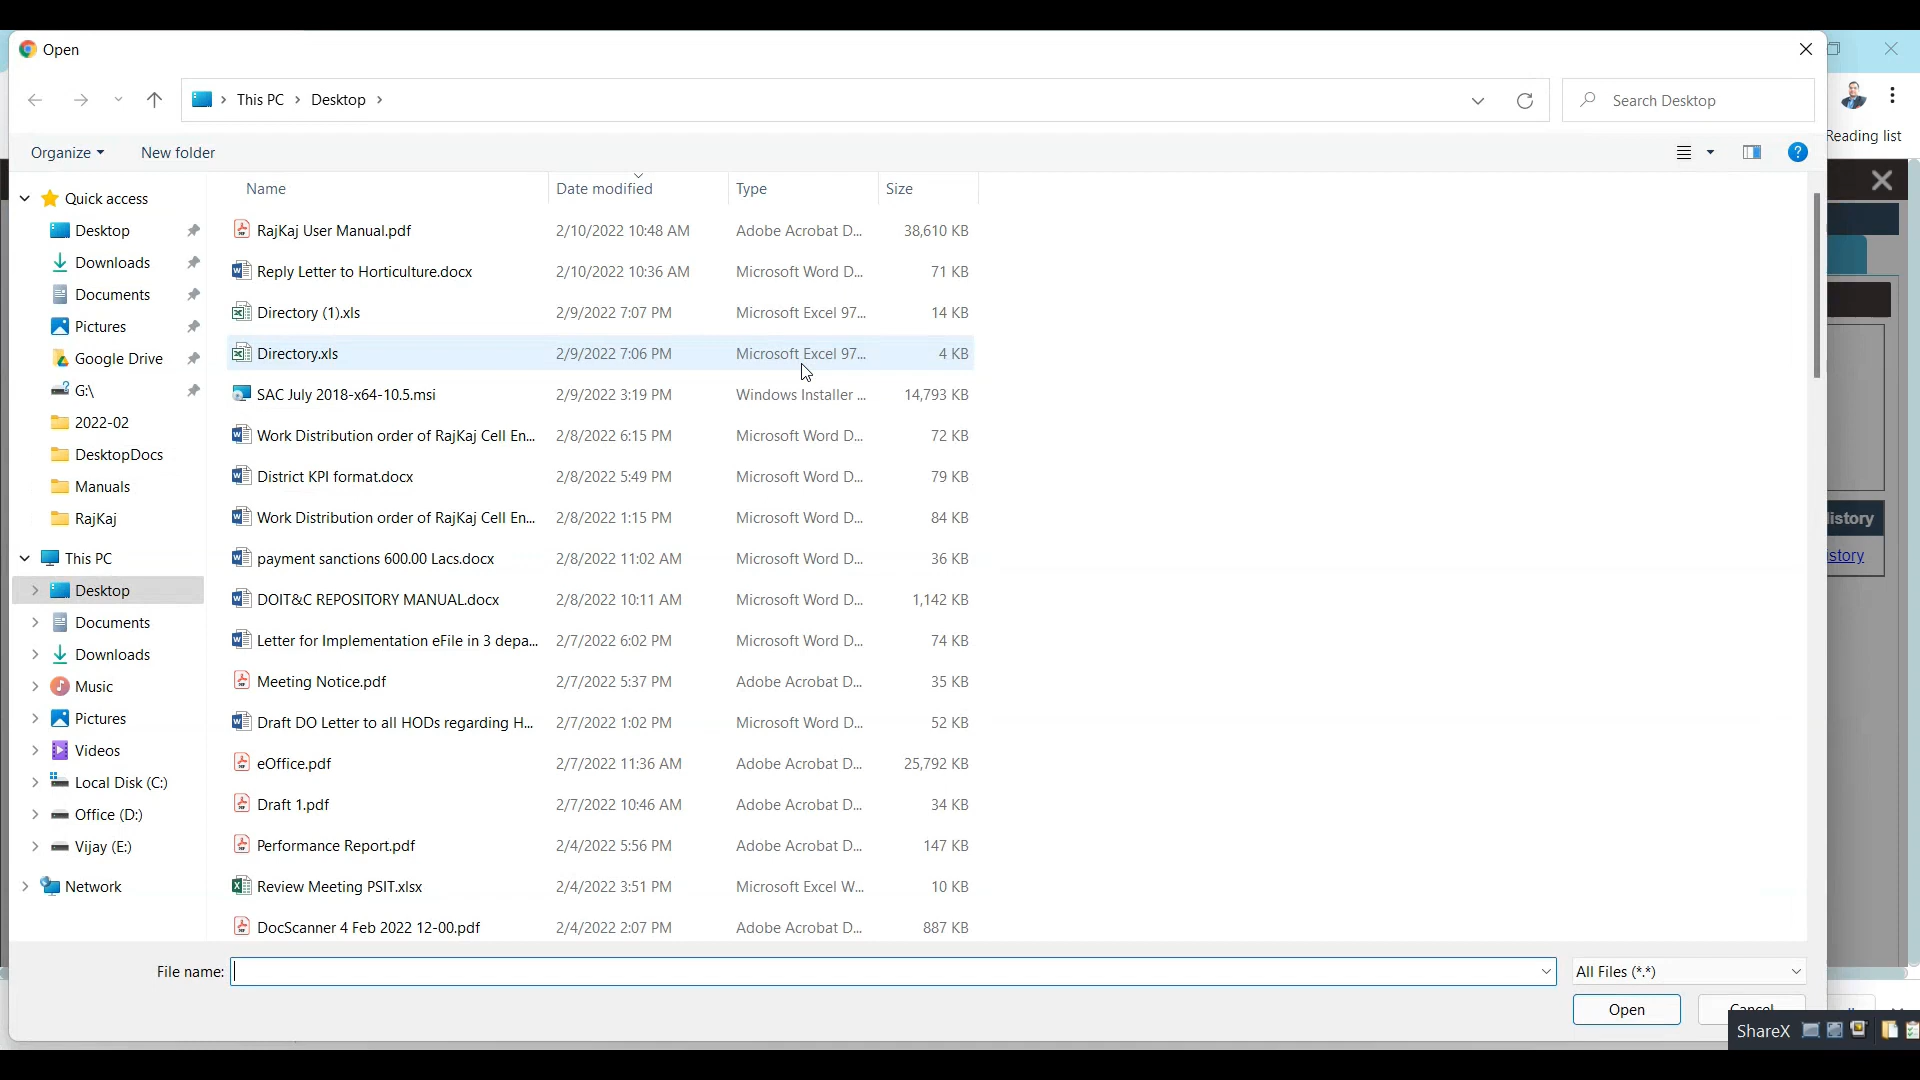 Open
This PC > Desktop >
Search Desktop
Reading list
Organize
New folder
Name Date modified Type Size
RajKaj User Manual.pdf 2/10/2022 10:48 AM Adobe Acrobat D... 38,610 KB
Reply Letter to Horticulture.docx 2/10/2022 10:36 AM Microsoft Word D... 71 KB
Directory (1).xls 2/9/2022 7:07 PM Microsoft Excel 97... 14 KB
Directory.xls 2/9/2022 7:06 PM Microsoft Excel 97... 4 KB
SAC July 2018-x64-10.5.msi 2/9/2022 3:19 PM Windows Installer ... 14,793 KB
Work Distribution order of RajKaj Cell En... 2/8/2022 6:15 PM Microsoft Word D... 72 KB
District KPI format.docx 2/8/2022 5:49 PM Microsoft Word D... 79 KB
Work Distribution order of RajKaj Cell En... 2/8/2022 1:15 PM Microsoft Word D... 84 KB
payment sanctions 600.00 Lacs.docx 2/8/2022 11:02 AM Microsoft Word D... 36 KB
DOIT&C REPOSITORY MANUAL.docx 2/8/2022 10:11 AM Microsoft Word D... 1,142 KB
Letter for Implementation eFile in 3 depa... 2/7/2022 6:02 PM Microsoft Word D... 74 KB
Meeting Notice.pdf 2/7/2022 5:37 PM Adobe Acrobat D... 35 KB
Draft DO Letter to all HODs regarding H... 2/7/2022 1:02 PM Microsoft Word D... 52 KB
eOffice.pdf 2/7/2022 11:36 AM Adobe Acrobat D... 25,792 KB
Draft 1.pdf 2/7/2022 10:46 AM Adobe Acrobat D... 34 KB
Performance Report.pdf 2/4/2022 5:56 PM Adobe Acrobat D... 147 KB
Review Meeting PSIT.xlsx 2/4/2022 3:51 PM Microsoft Excel W... 10 KB
DocScanner 4 Feb 2022 12-00.pdf 2/4/2022 2:07 PM Adobe Acrobat D... 887 KB
Quick access
Desktop
Downloads
Documents
Pictures
Google Drive
G:\
2022-02
DesktopDocs
Manuals
RajKaj
This PC
Desktop
Documents
Downloads
Music
Pictures
Videos
Local Disk (C:)
Office (D:)
Vijay (E:)
Network
listory
story
File name:
All Files (*.*)
Open
Cancel
ShareX